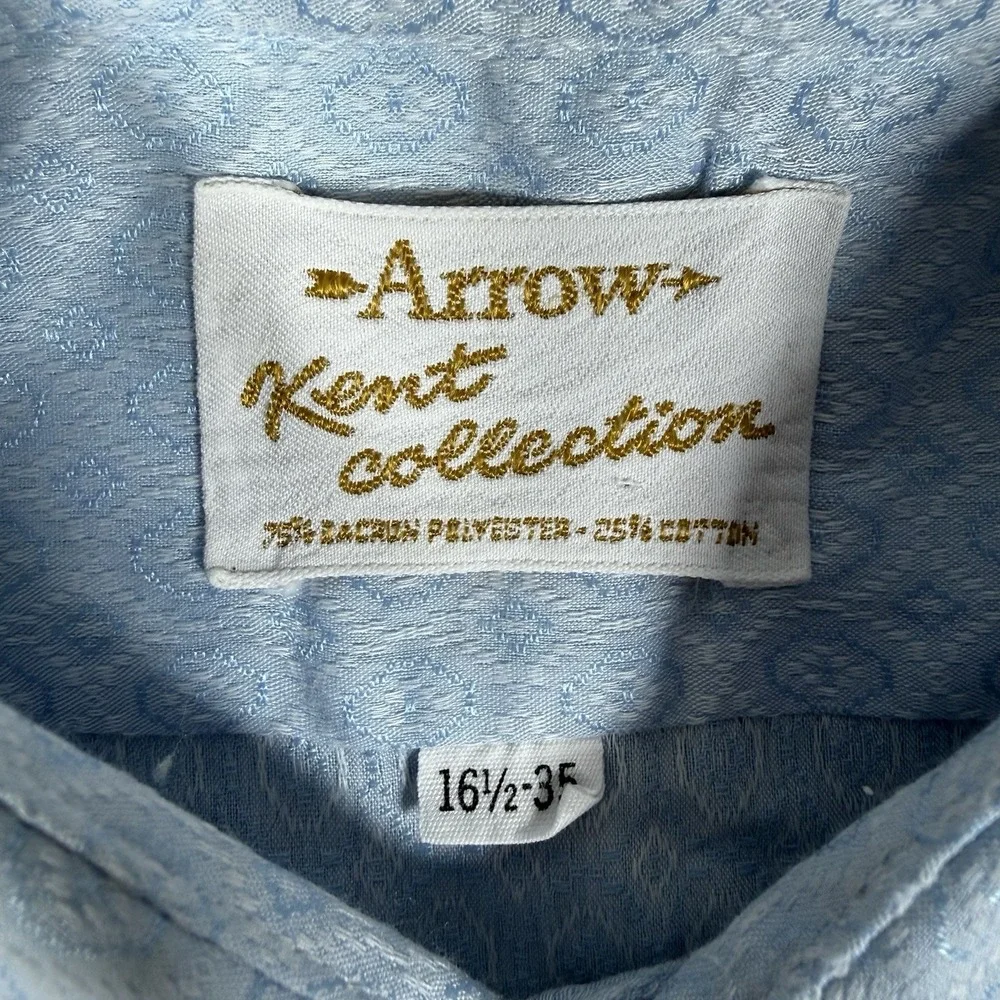 Arrow
Kent
collection
75% DACRON POLYESTER - 25% COTTON
16½-35